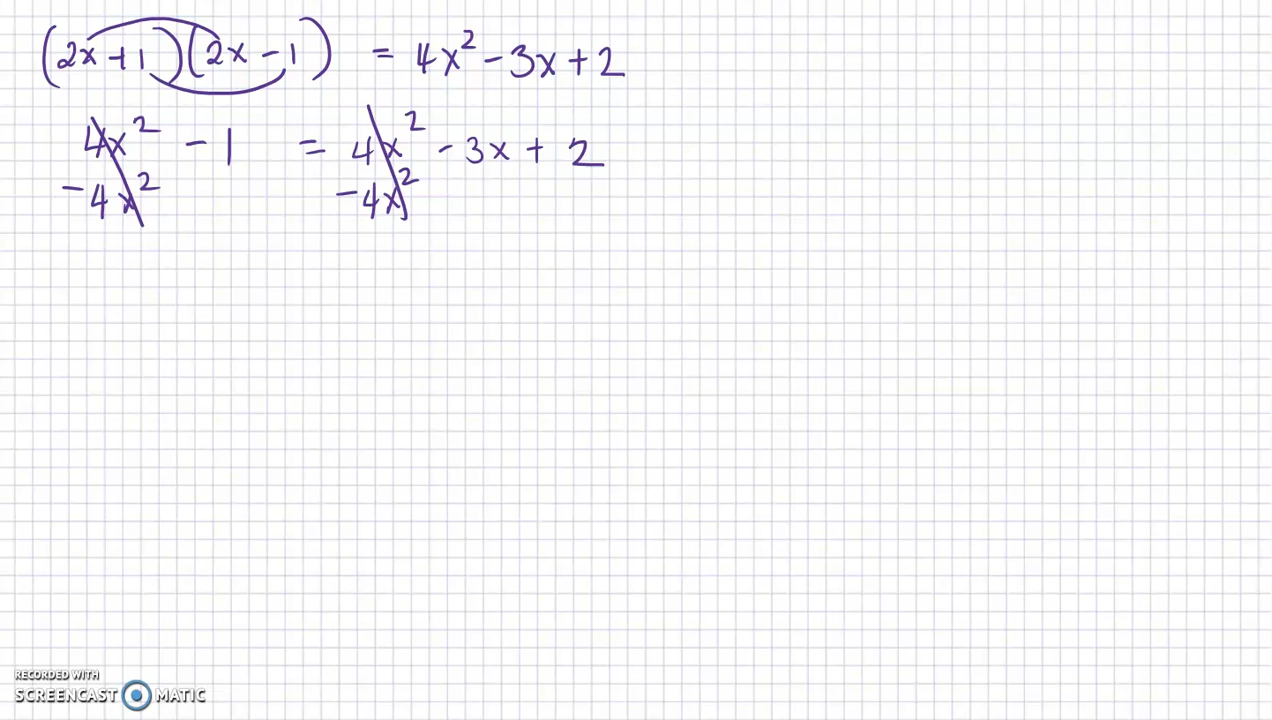 (2x+1)(2x-1) = 4x² - 3x + 2
4x² - 1 = 4x² - 3x + 2
-4x² -4x²
RECORDED WITH
SCREENCAST MATIC